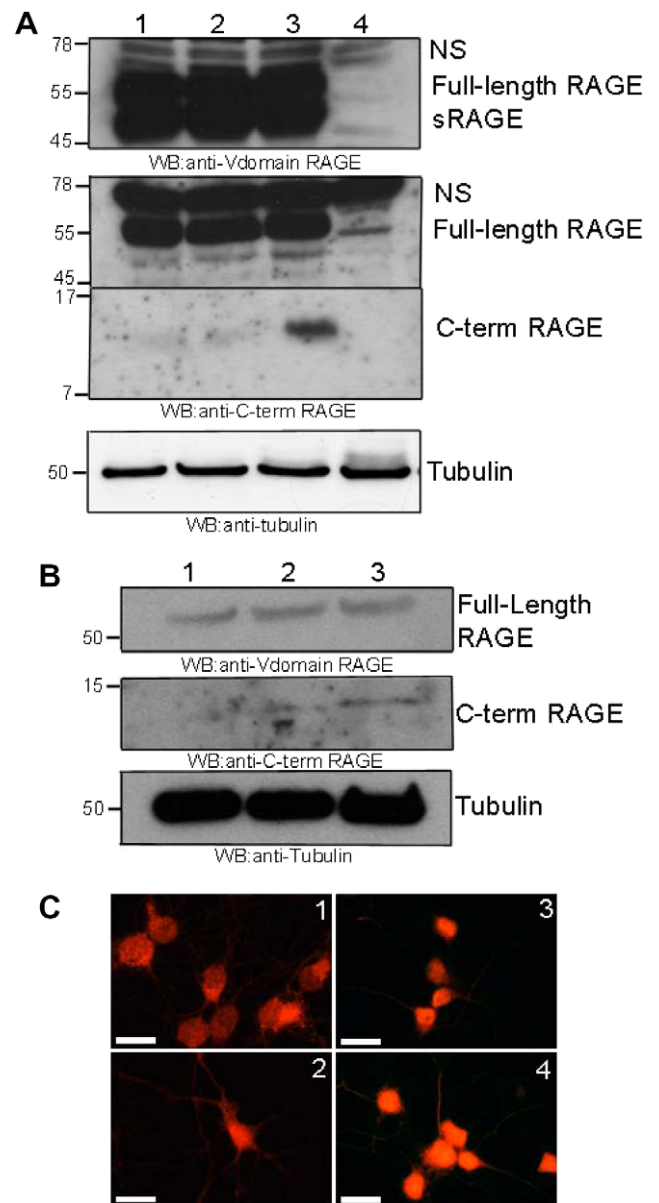 A
1 2 3 4
78
NS
Full-length RAGE
55
sRAGE
45
WB:anti-Vdomain RAGE
78
NS
55
Full-length RAGE
45
17
C-term RAGE
7
WB:anti-C-term RAGE
50
Tubulin
WB:anti-tubulin
B
1 2 3
Full-Length
RAGE
50
WB:anti-Vdomain RAGE
15
C-term RAGE
WB:anti-C-term RAGE
50
Tubulin
WB:anti-Tubulin
C
1
3
2
4